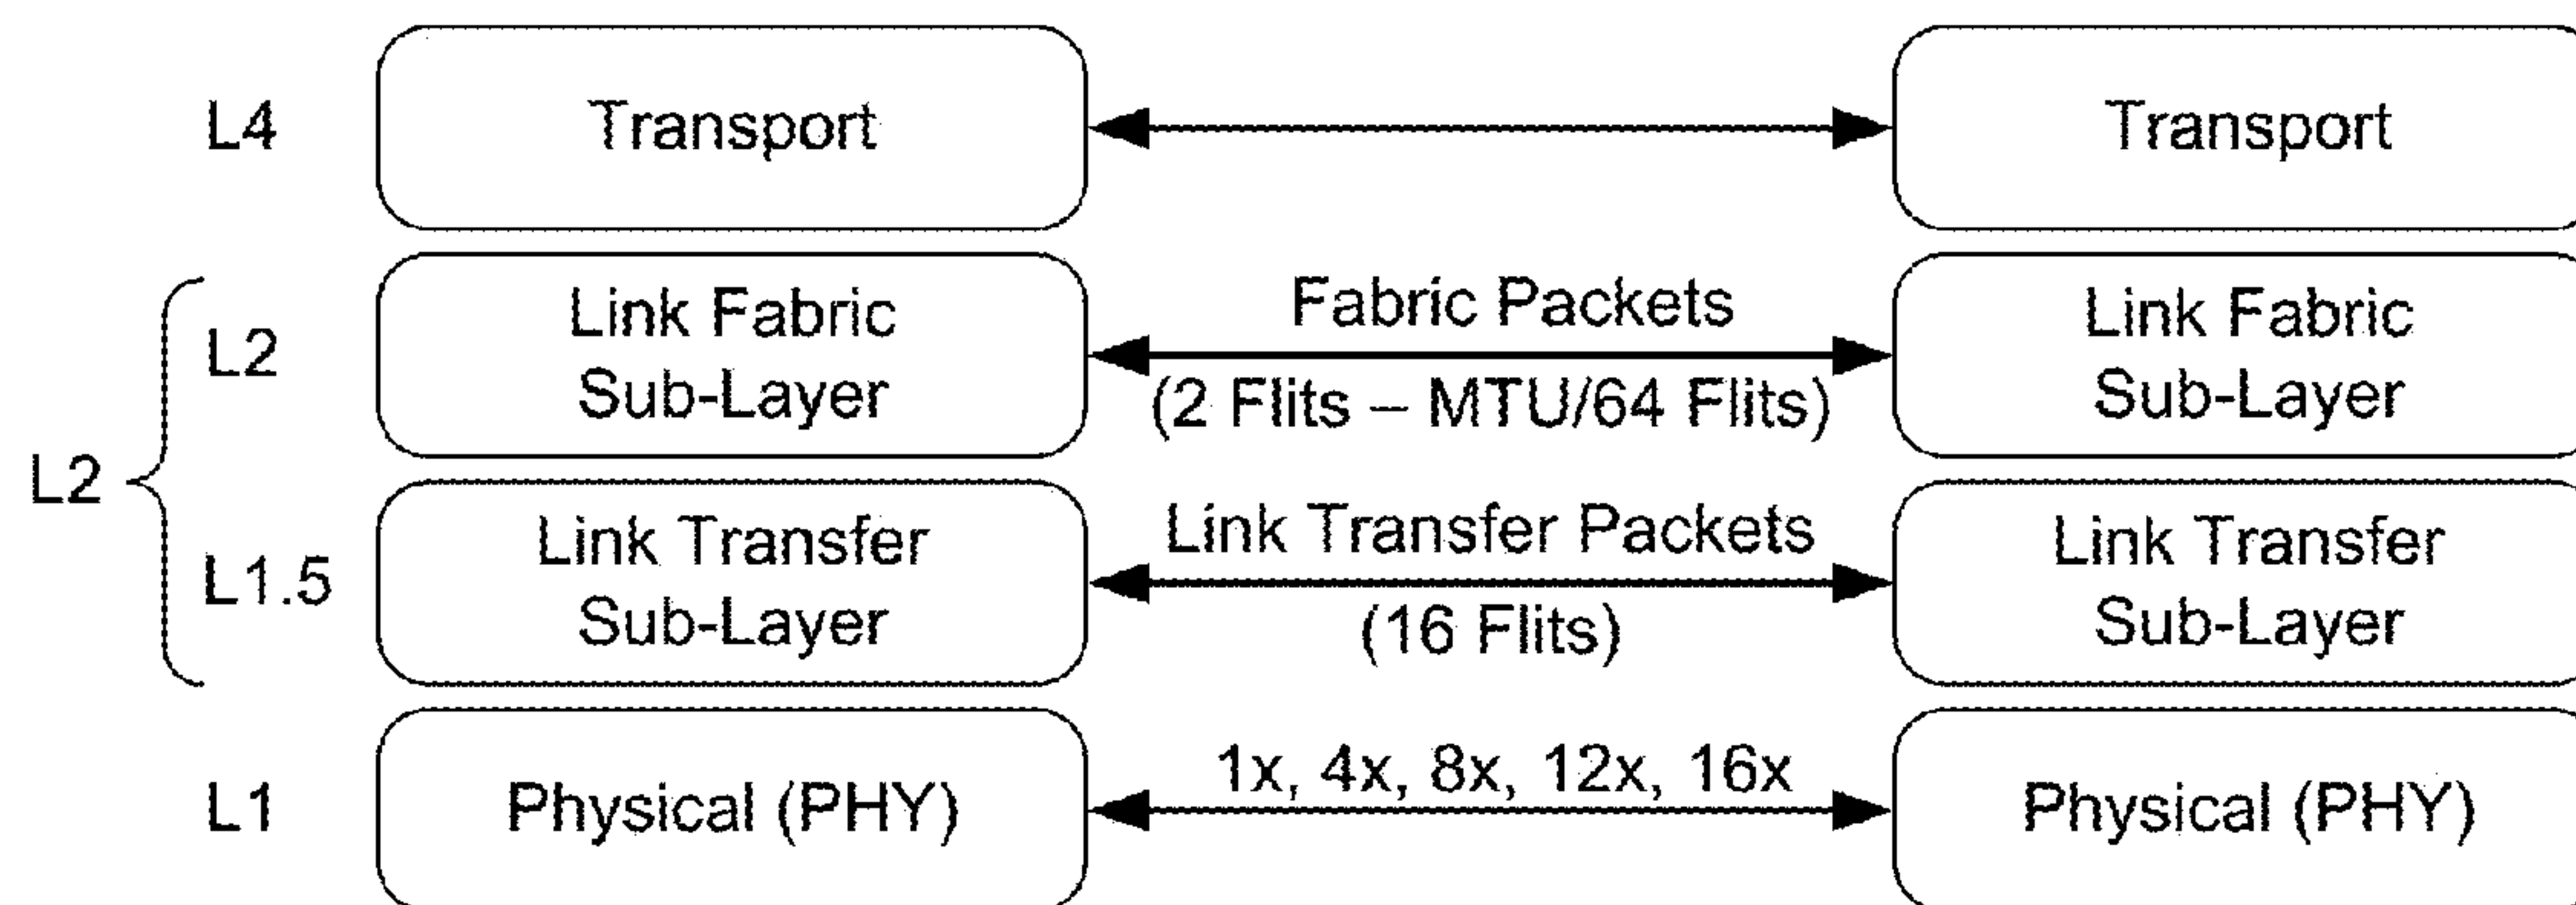 L4
Transport
Transport
L2
L2
Link Fabric
Sub-Layer
Fabric Packets
(2 Flits – MTU/64 Flits)
Link Fabric
Sub-Layer
L1.5
Link Transfer
Sub-Layer
Link Transfer Packets
(16 Flits)
Link Transfer
Sub-Layer
L1
Physical (PHY)
1x, 4x, 8x, 12x, 16x
Physical (PHY)